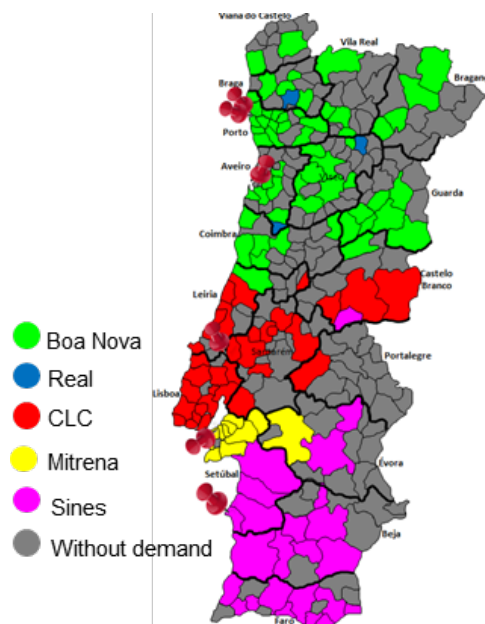 Viana do Castelo
Vila Real
Braga
Porto
Aveiro
Viseu
Guarda
Coimbra
Castelo
Branco
Leiria
Santarém
Portalegre
Lisboa
Setúbal
Évora
Beja
Faro
Boa Nova
Real
CLC
Mitrena
Sines
Without demand